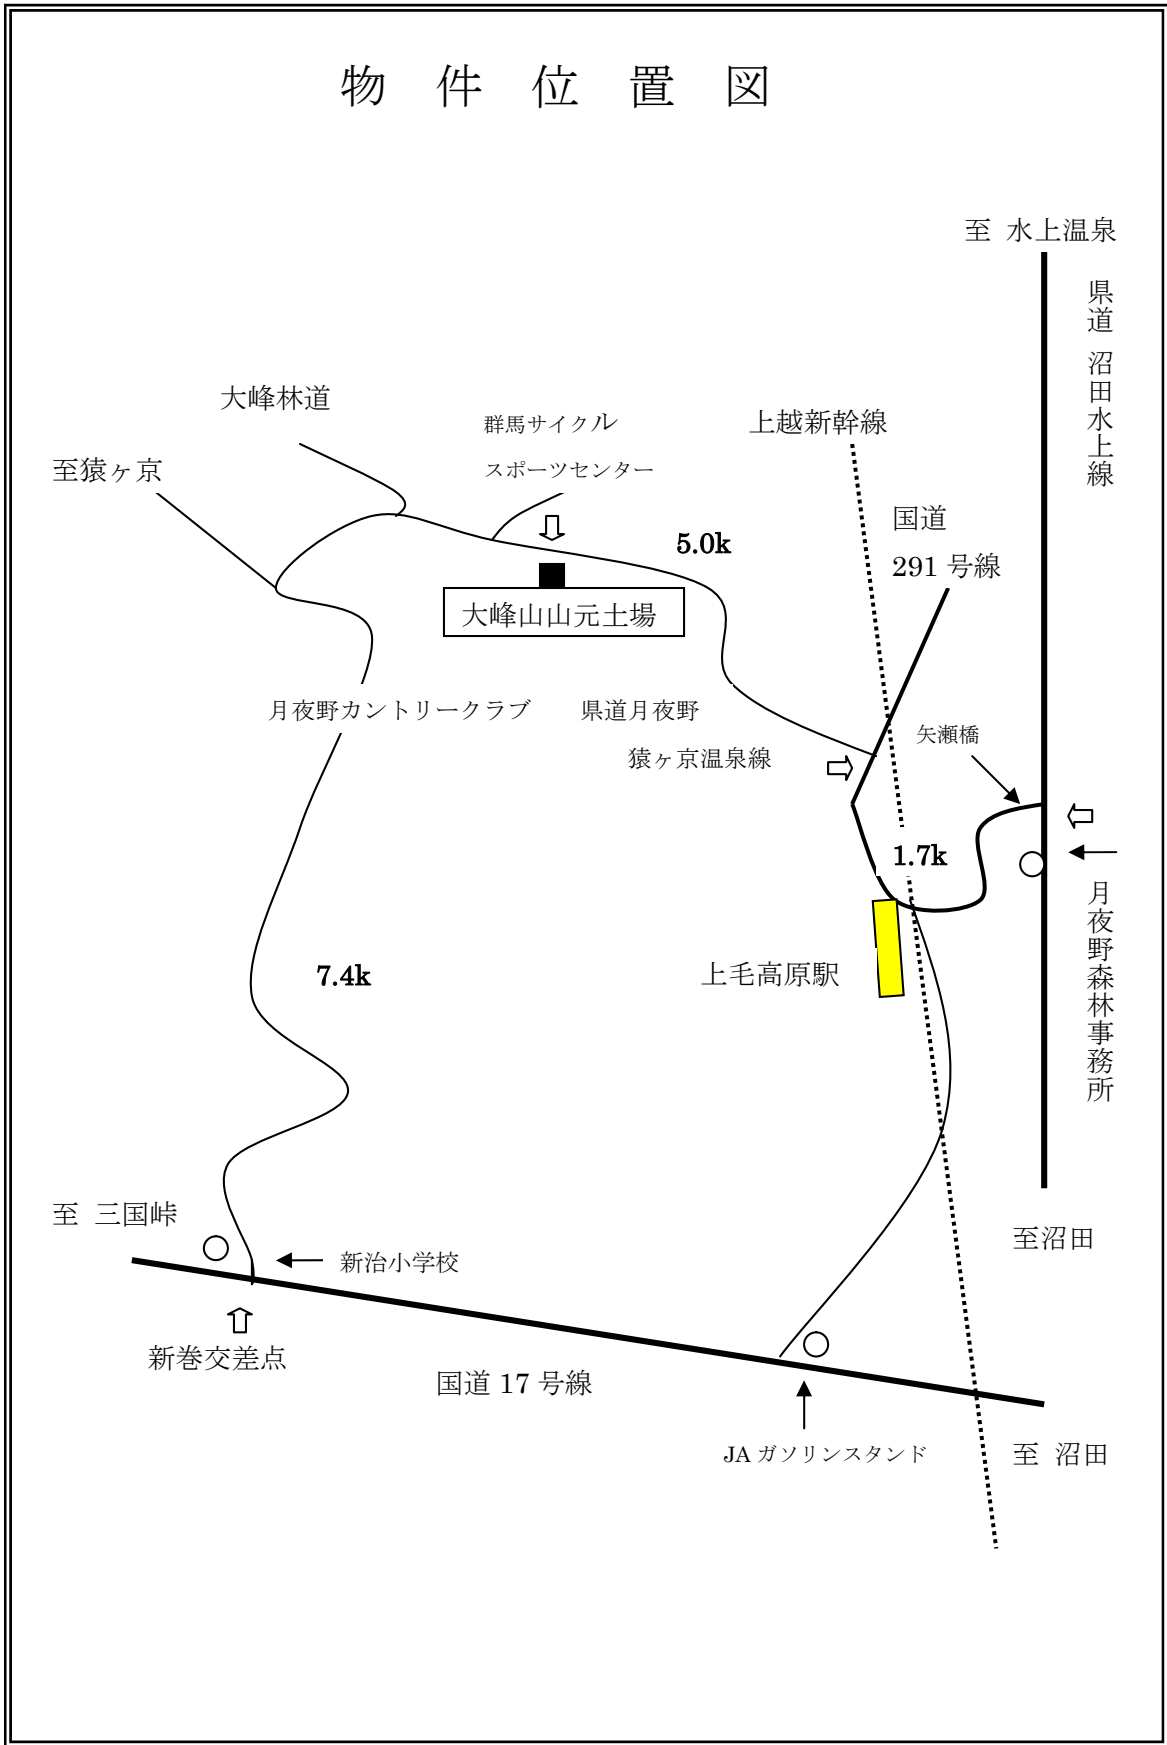 物件位置図
至 水上温泉
県道 沼田水上線
大峰林道
群馬サイクル
スポーツセンター
上越新幹線
至猿ヶ京
国道
291 号線
5.0k
大峰山山元土場
月夜野カントリークラブ
県道月夜野
猿ヶ京温泉線
矢瀬橋
1.7k
月夜野森林事務所
上毛高原駅
7.4k
至 三国峠
新治小学校
至沼田
新巻交差点
国道 17 号線
JA ガソリンスタンド
至 沼田